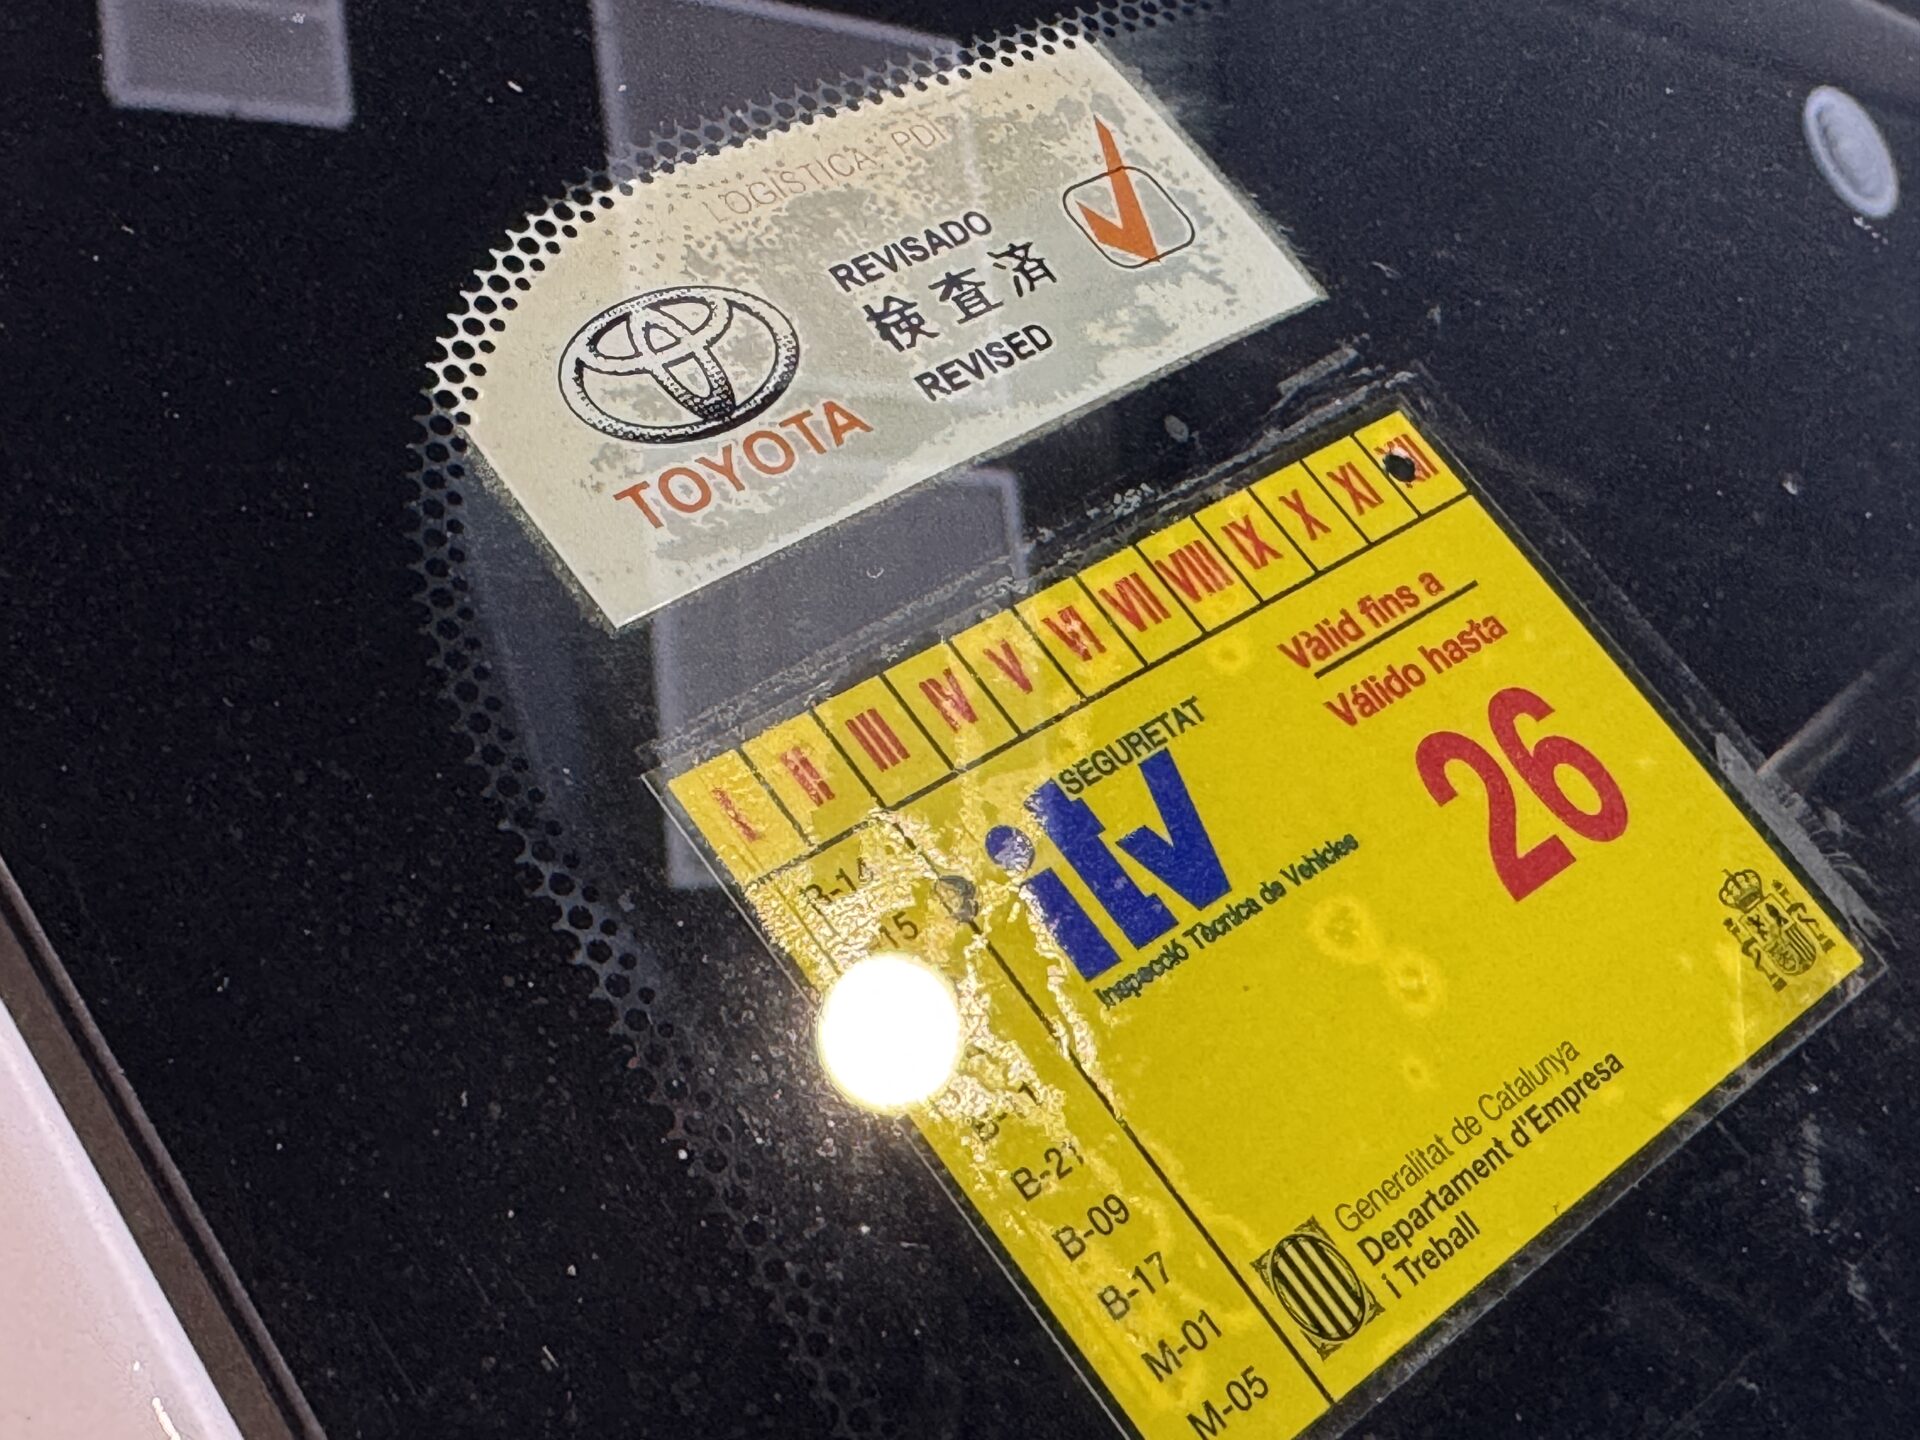 LOGISTICA - PDI
REVISADO
検査済
REVISED
TOYOTA
I II III IV V VI VII VIII IX X XI XII
Vàlid fins a
Válido hasta
26
SEGURETAT
itv
Inspecció Tècnica de Vehicles
B-14
15
B-21
B-09
B-17
M-01
M-05
Generalitat de Catalunya
Departament d'Empresa
i Treball